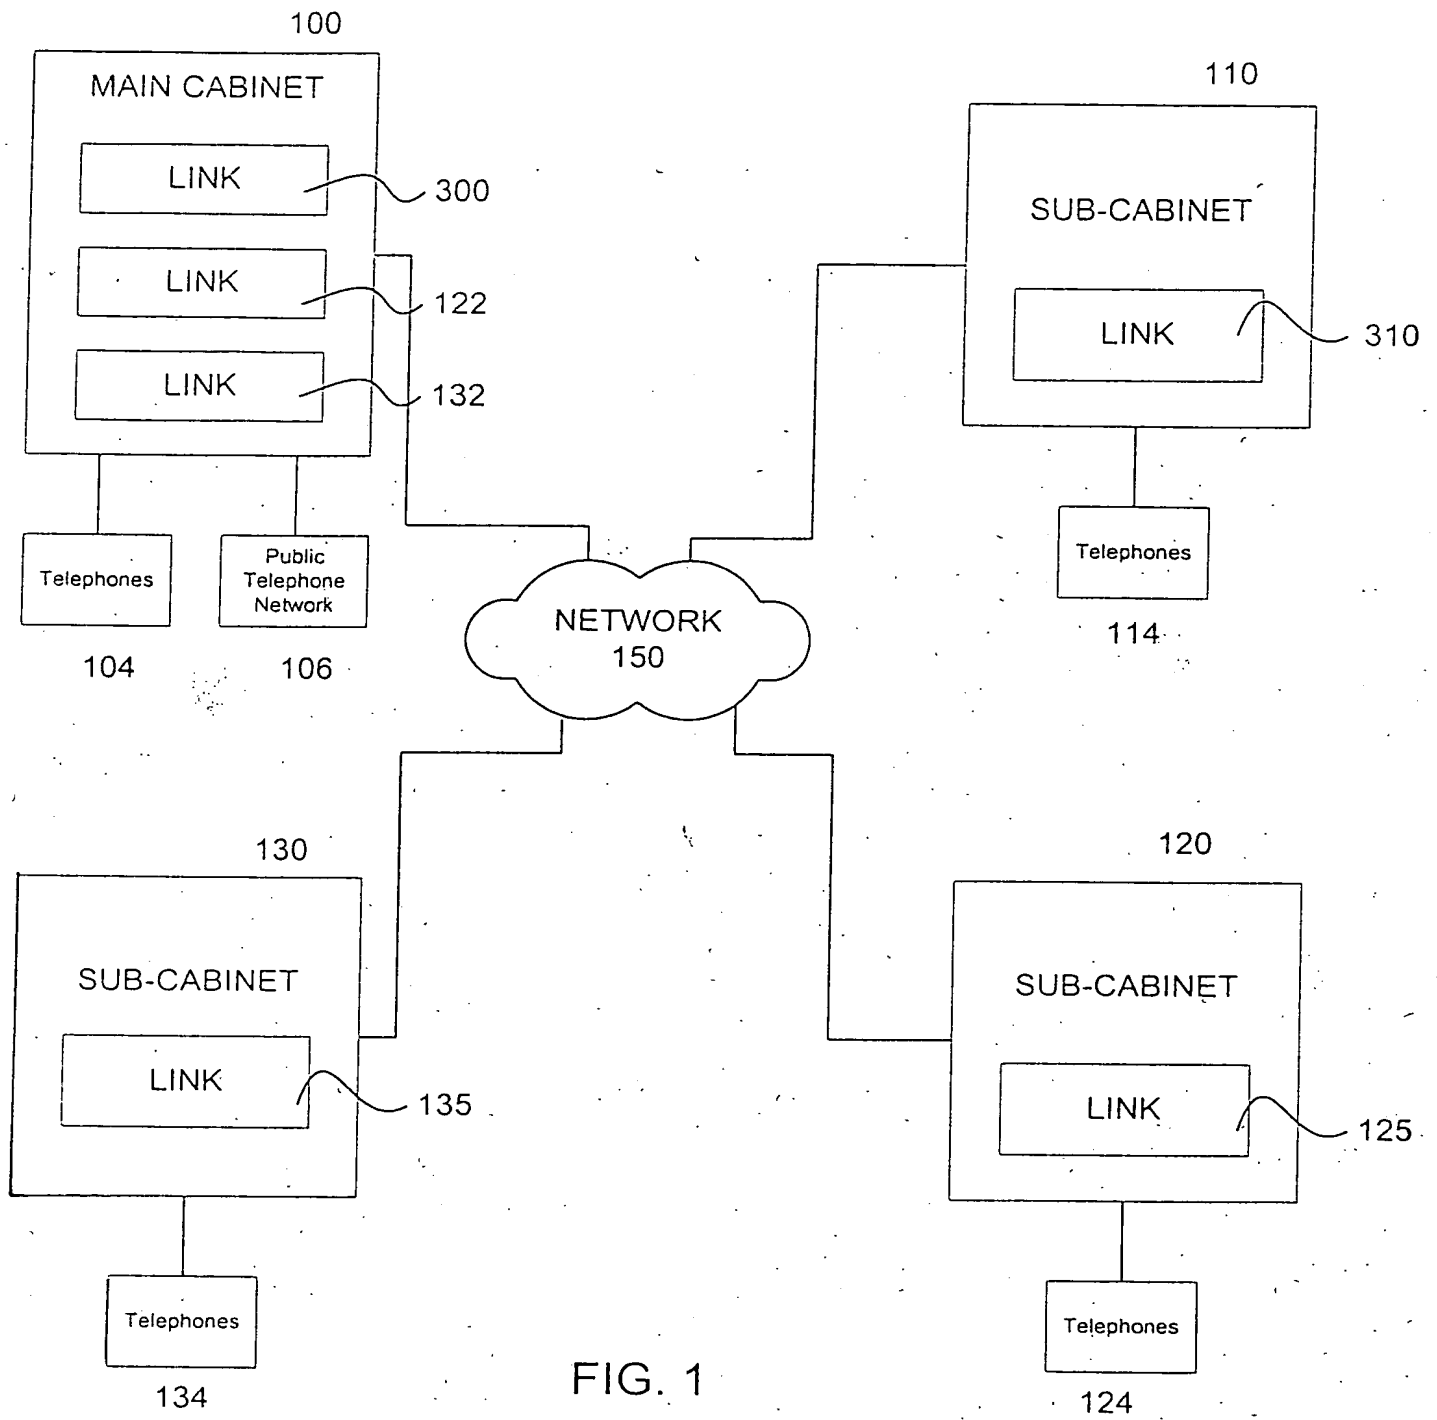 100
MAIN CABINET
LINK
300
LINK
122
LINK
132
Telephones
104
Public
Telephone
Network
106
110
SUB-CABINET
LINK
310
Telephones
114
NETWORK
150
130
SUB-CABINET
LINK
135
Telephones
134
120
SUB-CABINET
LINK
125
Telephones
124
FIG. 1